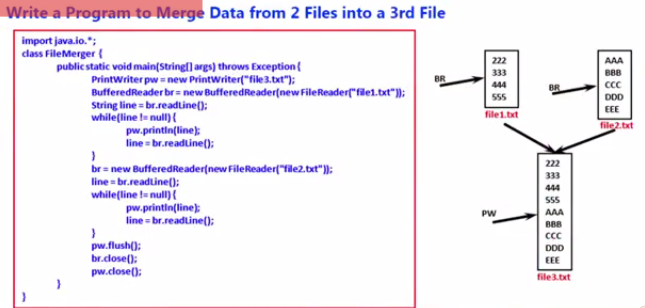 Write a Program to Merge Data from 2 Files into a 3rd File
import java.io.*;
class FileMerger {
public static void main(String[] args) throws Exception {
PrintWriter pw = new PrintWriter("file3.txt");
BufferedReader br = new BufferedReader(new FileReader("file1.txt"));
String line = br.readLine();
while(line != null) {
pw.println(line);
line = br.readLine();
}
br = new BufferedReader(new FileReader("file2.txt"));
line = br.readLine();
while(line != null) {
pw.println(line);
line = br.readLine();
}
pw.flush();
br.close();
pw.close();
}
}
BR
222
333
444
555
file1.txt
BR
AAA
BBB
CCC
DDD
EEE
file2.txt
PW
222
333
444
555
AAA
BBB
CCC
DDD
EEE
file3.txt